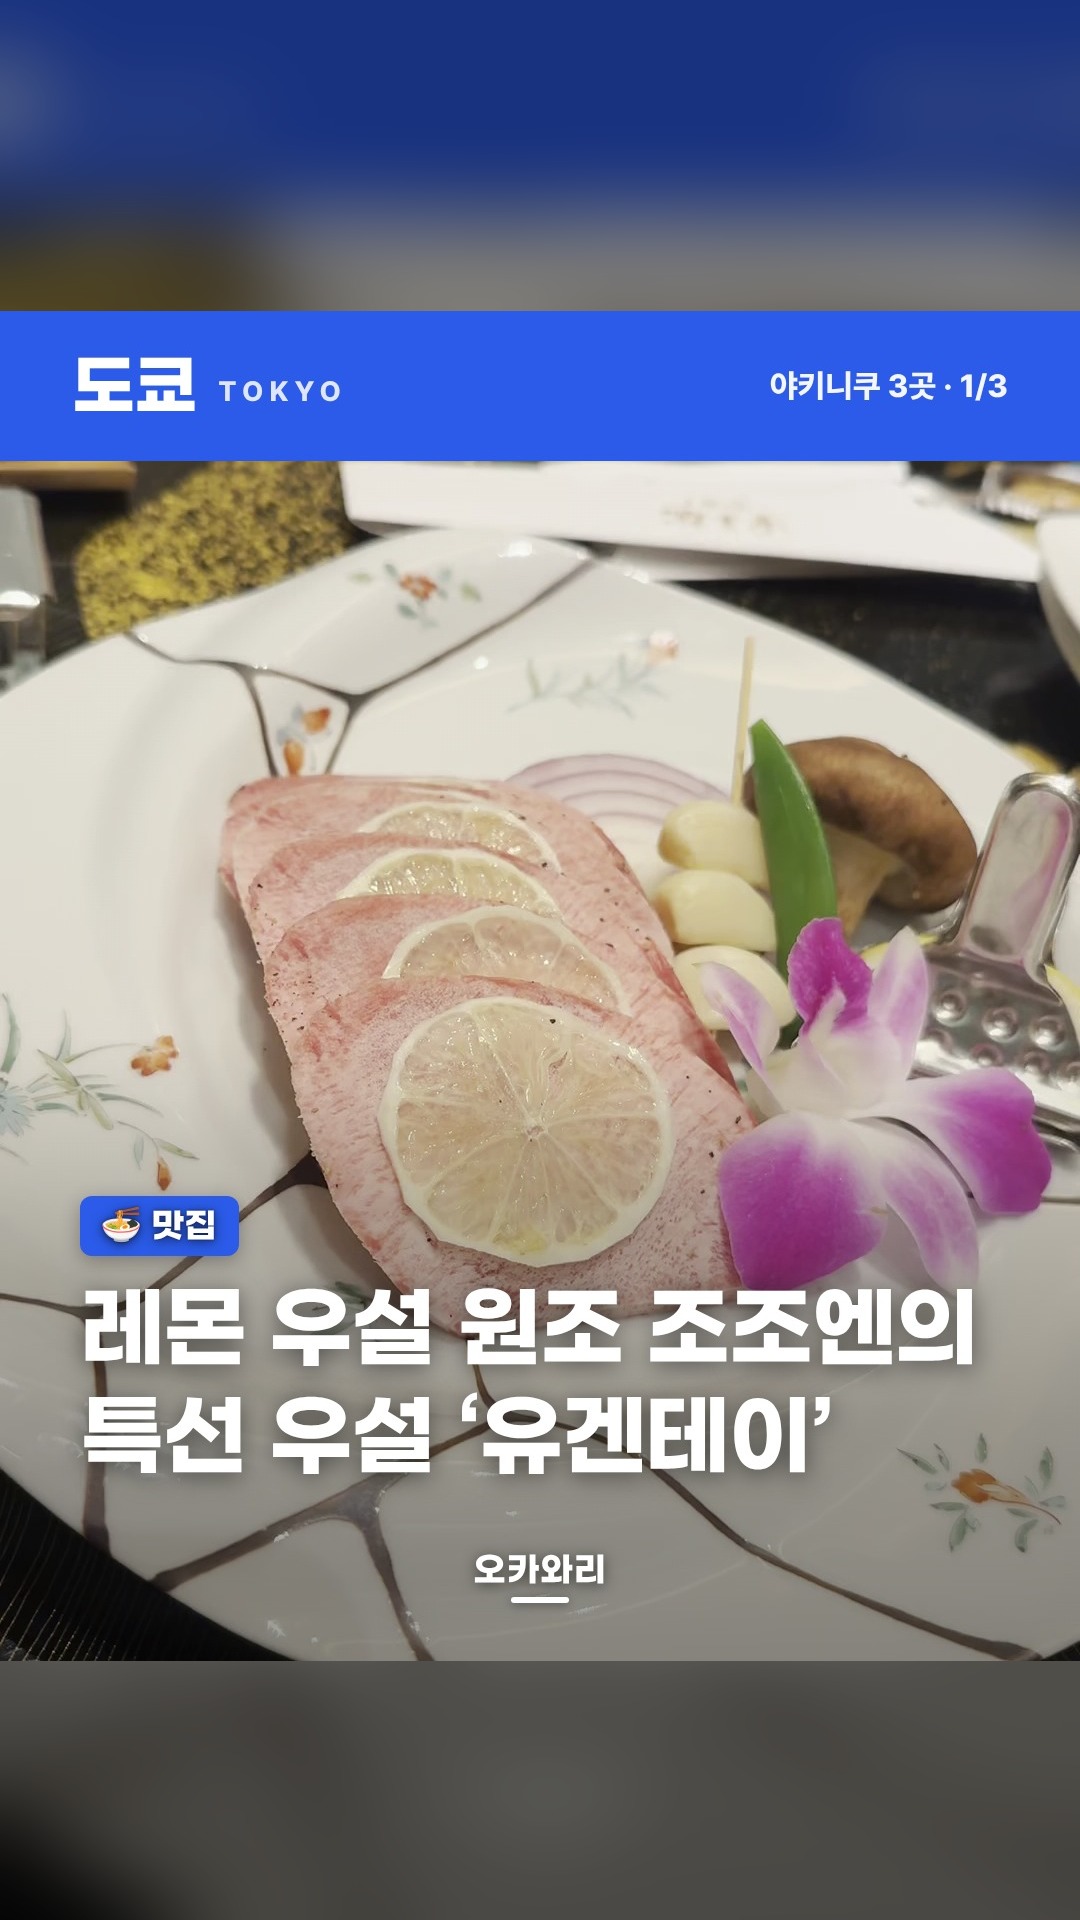 도쿄 TOKYO
야키니쿠 3곳 · 1/3
🍜 맛집
레몬 우설 원조 조조엔의
특선 우설 ‘유겐테이’
오카와리